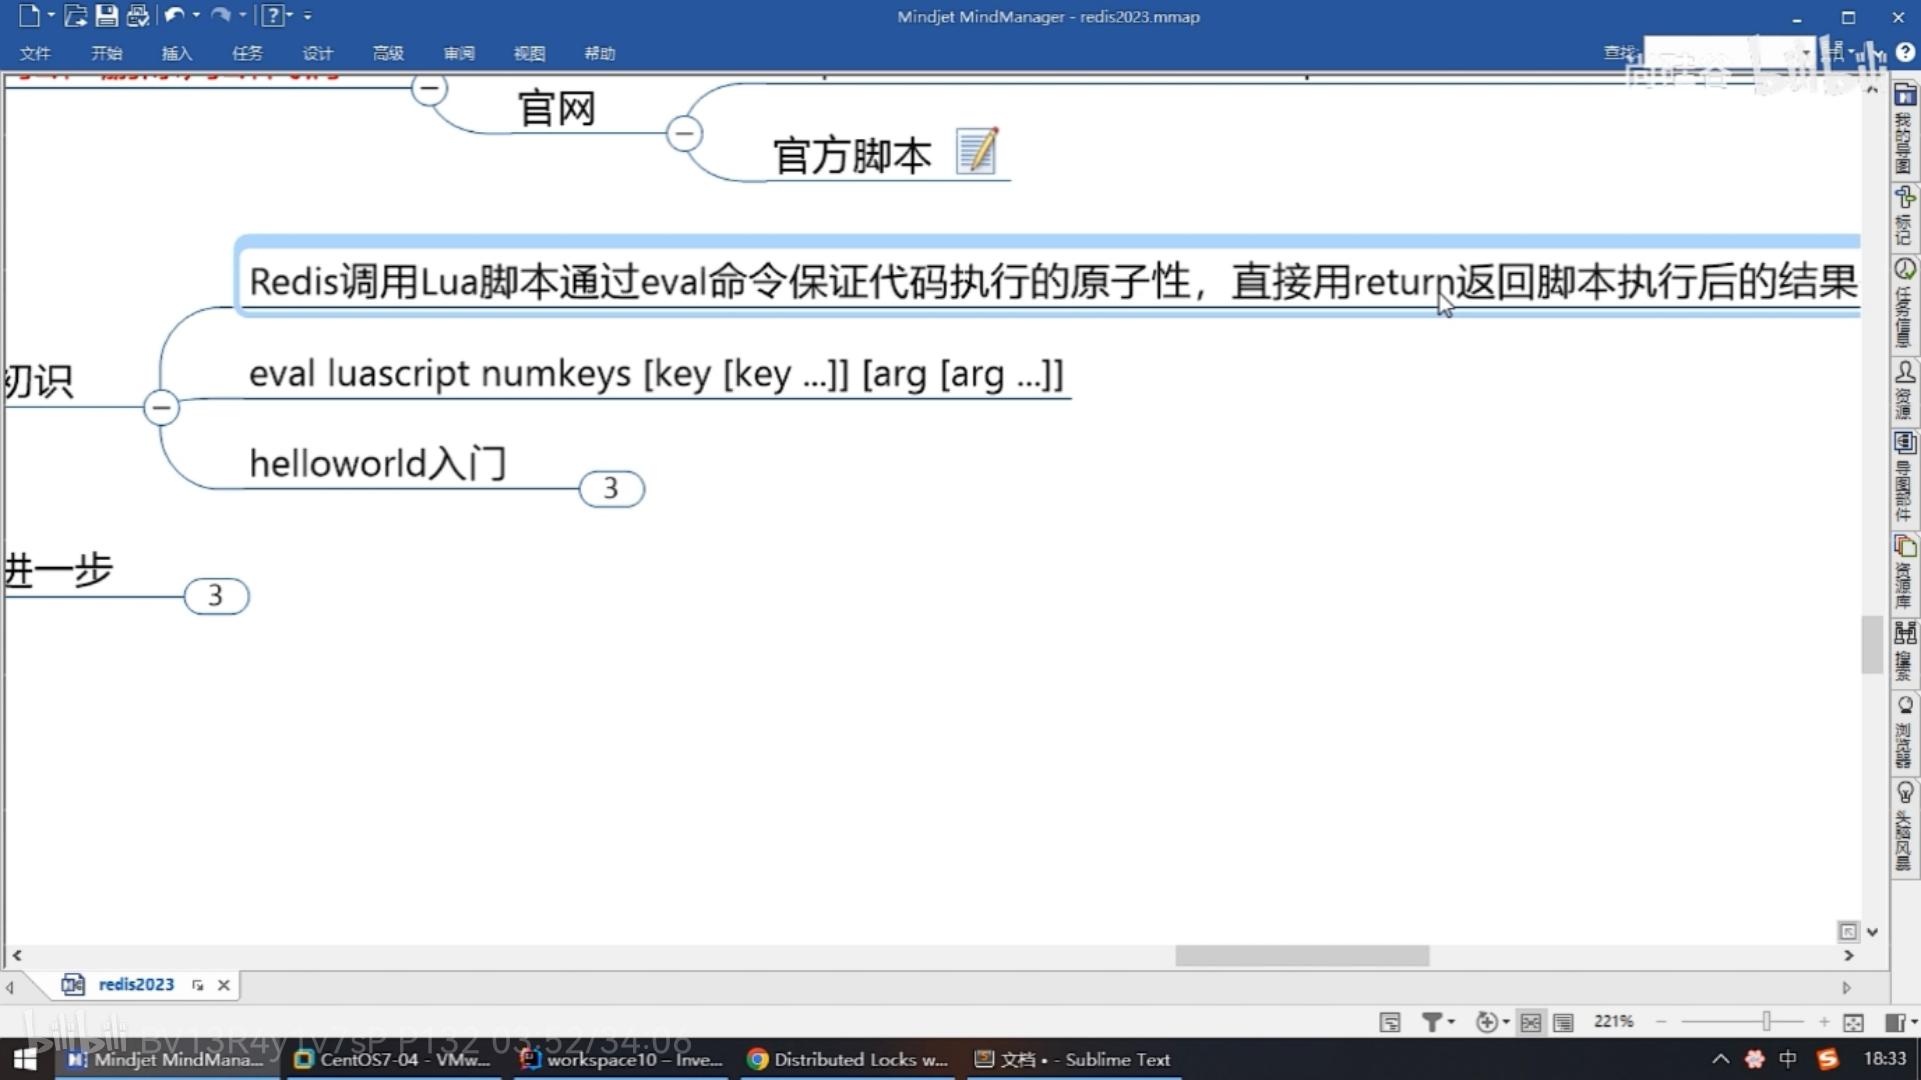 Mindjet MindManager - redis2023.mmap
文件 开始 插入 任务 设计 高级 审阅 视图 帮助 查找:
尚硅谷 bilibili
官网
官方脚本
Redis调用Lua脚本通过eval命令保证代码执行的原子性，直接用return返回脚本执行后的结果
eval luascript numkeys [key [key ...]] [arg [arg ...]]
初识
helloworld入门
3
进一步
3
我的导图
标记
任务信息
资源
导图部件
资源库
搜索
浏览器
头脑风暴
redis2023
221%
bilibili BV13R4y1v7sP P132 03:52/34:06
Mindjet MindMana... CentOS7-04 - VMw... workspace10 – Inve... Distributed Locks w... 文档 • - Sublime Text 中 18:33